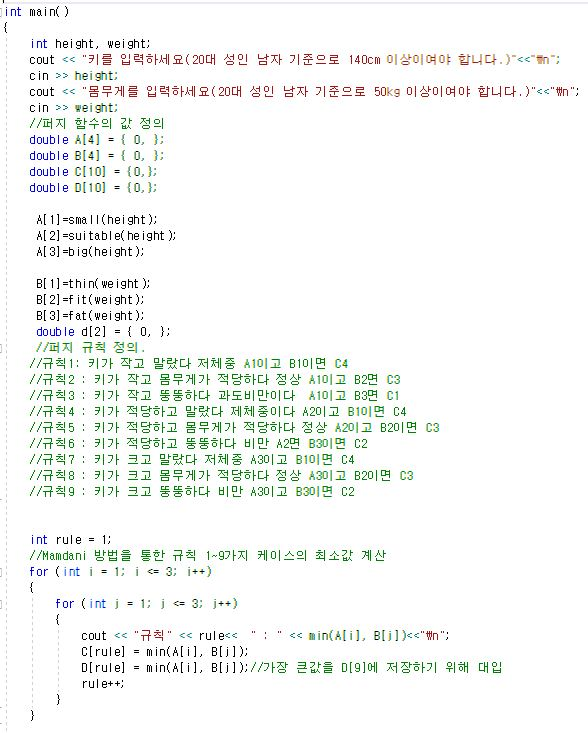 int main()
{
int height, weight;
cout << "키를 입력하세요(20대 성인 남자 기준으로 140cm 이상이여야 합니다.)"<<"\n";
cin >> height;
cout << "몸무게를 입력하세요(20대 성인 남자 기준으로 50kg 이상이여야 합니다.)"<<"\n";
cin >> weight;
//퍼지 함수의 값 정의
double A[4] = { 0, };
double B[4] = { 0, };
double C[10] = {0,};
double D[10] = {0,};
A[1]=small(height);
A[2]=suitable(height);
A[3]=big(height);
B[1]=thin(weight);
B[2]=fit(weight);
B[3]=fat(weight);
double d[2] = { 0, };
//퍼지 규칙 정의.
//규칙1: 키가 작고 말랐다 저체중 A1이고 B1이면 C4
//규칙2 : 키가 작고 몸무게가 적당하다 정상 A1이고 B2면 C3
//규칙3 : 키가 작고 뚱뚱하다 과도비만이다  A1이고 B3면 C1
//규칙4 : 키가 적당하고 말랐다 제체중이다 A2이고 B1이면 C4
//규칙5 : 키가 적당하고 몸무게가 적당하다 정상 A2이고 B2이면 C3
//규칙6 : 키가 적당하고 뚱뚱하다 비만 A2면 B3이면 C2
//규칙7 : 키가 크고 말랐다 저체중 A3이고 B1이면 C4
//규칙8 : 키가 크고 몸무게가 적당하다 정상 A3이고 B2이면 C3
//규칙9 : 키가 크고 뚱뚱하다 비만 A3이고 B3이면 C2
int rule = 1;
//Mamdani 방법을 통한 규칙 1~9가지 케이스의 최소값 계산
for (int i = 1; i <= 3; i++)
{
for (int j = 1; j <= 3; j++)
{
cout << "규칙" << rule<<  " : " << min(A[i], B[j])<<"\n";
C[rule] = min(A[i], B[j]);
D[rule] = min(A[i], B[j]);//가장 큰값을 D[9]에 저장하기 위해 대입
rule++;
}
}